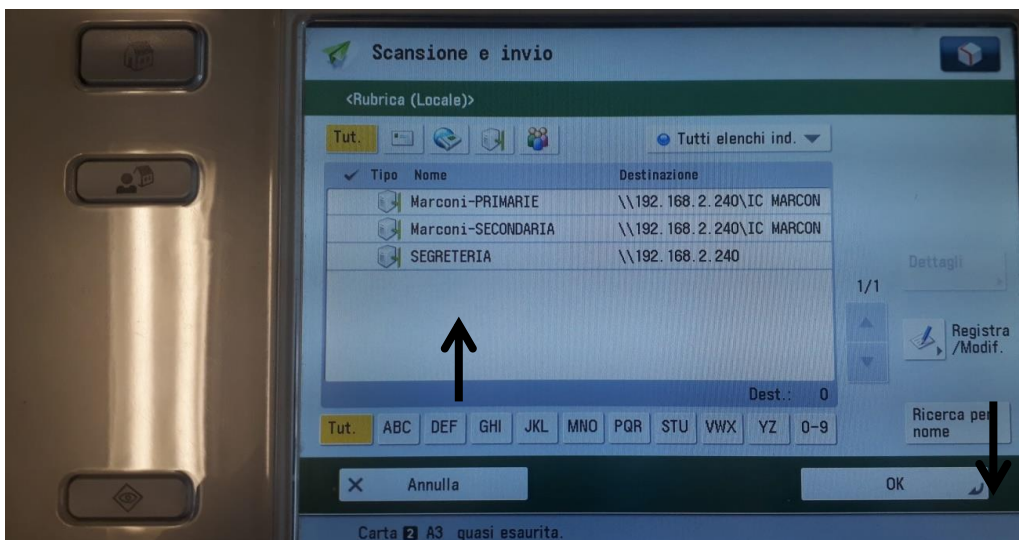 Scansione e invio
<Rubrica (Locale)>
Tut.
Tutti elenchi ind.
Tipo Nome Destinazione
Marconi-PRIMARIE \\192.168.2.240\IC MARCON
Marconi-SECONDARIA \\192.168.2.240\IC MARCON
SEGRETERIA \\192.168.2.240
Dettagli
1/1
Registra
/Modif.
Dest.: 0
Ricerca per
nome
Tut. ABC DEF GHI JKL MNO PQR STU VWX YZ 0-9
Annulla OK
Carta 2 A3 quasi esaurita.